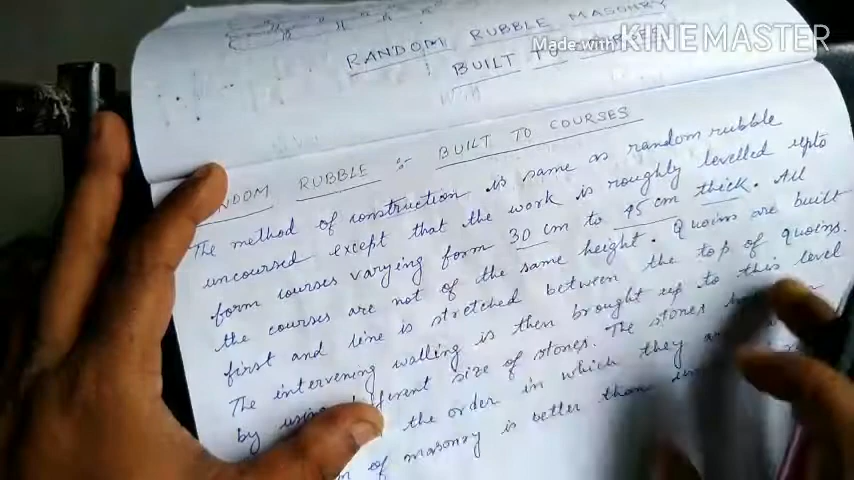 RANDOM RUBBLE MASONRY
BUILT TO
Made with KINEMASTER
RUBBLE :- BUILT TO COURSES
The method of construction is same as random rubble
uncoursed except that the work is roughly levelled upto
form courses varying form 30 cm to 45 cm thick. All
the courses are not of the same height. Quoins are built
first and line is stretched between the top of quoins.
The intervening walling is then brought up to this level
by using different size of stones. The stones
the order in which they
of masonry is better than